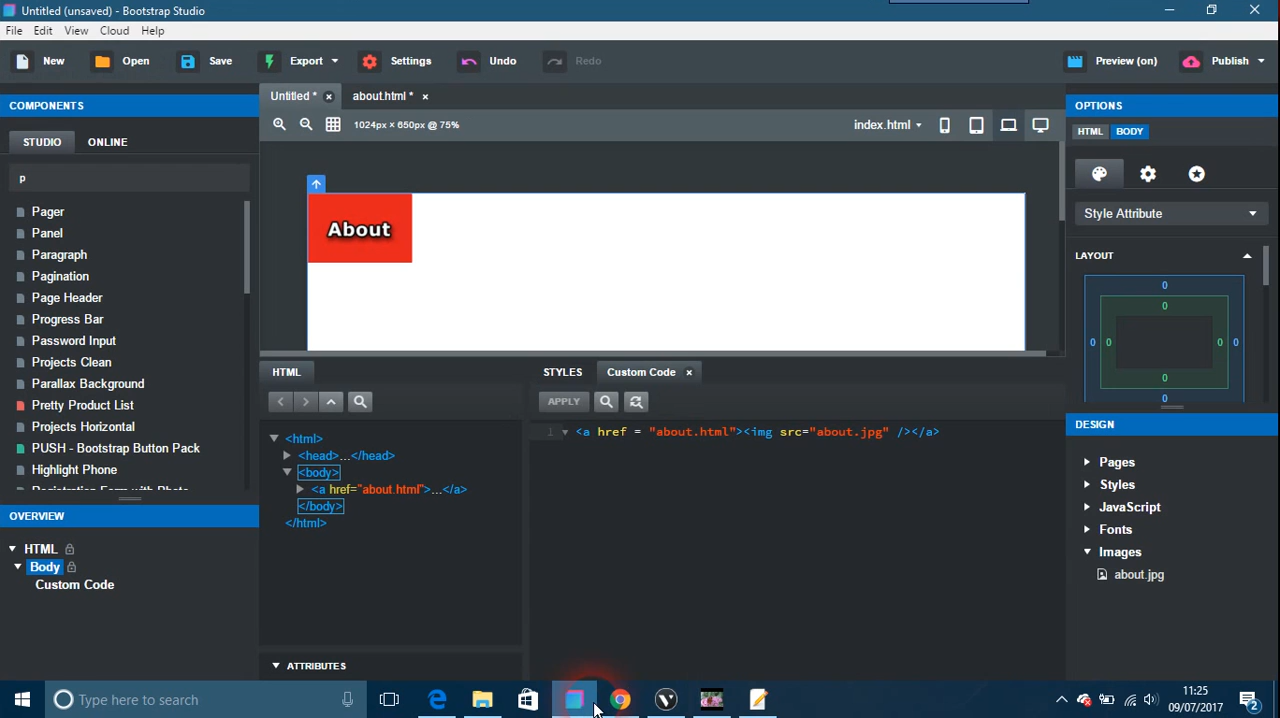 Untitled (unsaved) - Bootstrap Studio
File Edit View Cloud Help
New Open Save Export Settings Undo Redo Preview (on) Publish
COMPONENTS
STUDIO ONLINE
p
Pager
Panel
Paragraph
Pagination
Page Header
Progress Bar
Password Input
Projects Clean
Parallax Background
Pretty Product List
Projects Horizontal
PUSH - Bootstrap Button Pack
Highlight Phone
Registration Form with Photo
OVERVIEW
HTML
Body
Custom Code
Untitled * × about.html * ×
1024px × 650px @ 75% index.html
About
HTML
<html>
<head>…</head>
<body>
<a href="about.html">…</a>
</body>
</html>
ATTRIBUTES
STYLES Custom Code ×
APPLY
1 <a href = "about.html"><img src="about.jpg" /></a>
OPTIONS
HTML BODY
Style Attribute
LAYOUT
0
0
0 0 0 0
0
0
DESIGN
Pages
Styles
JavaScript
Fonts
Images
about.jpg
Type here to search
11:25
09/07/2017
2